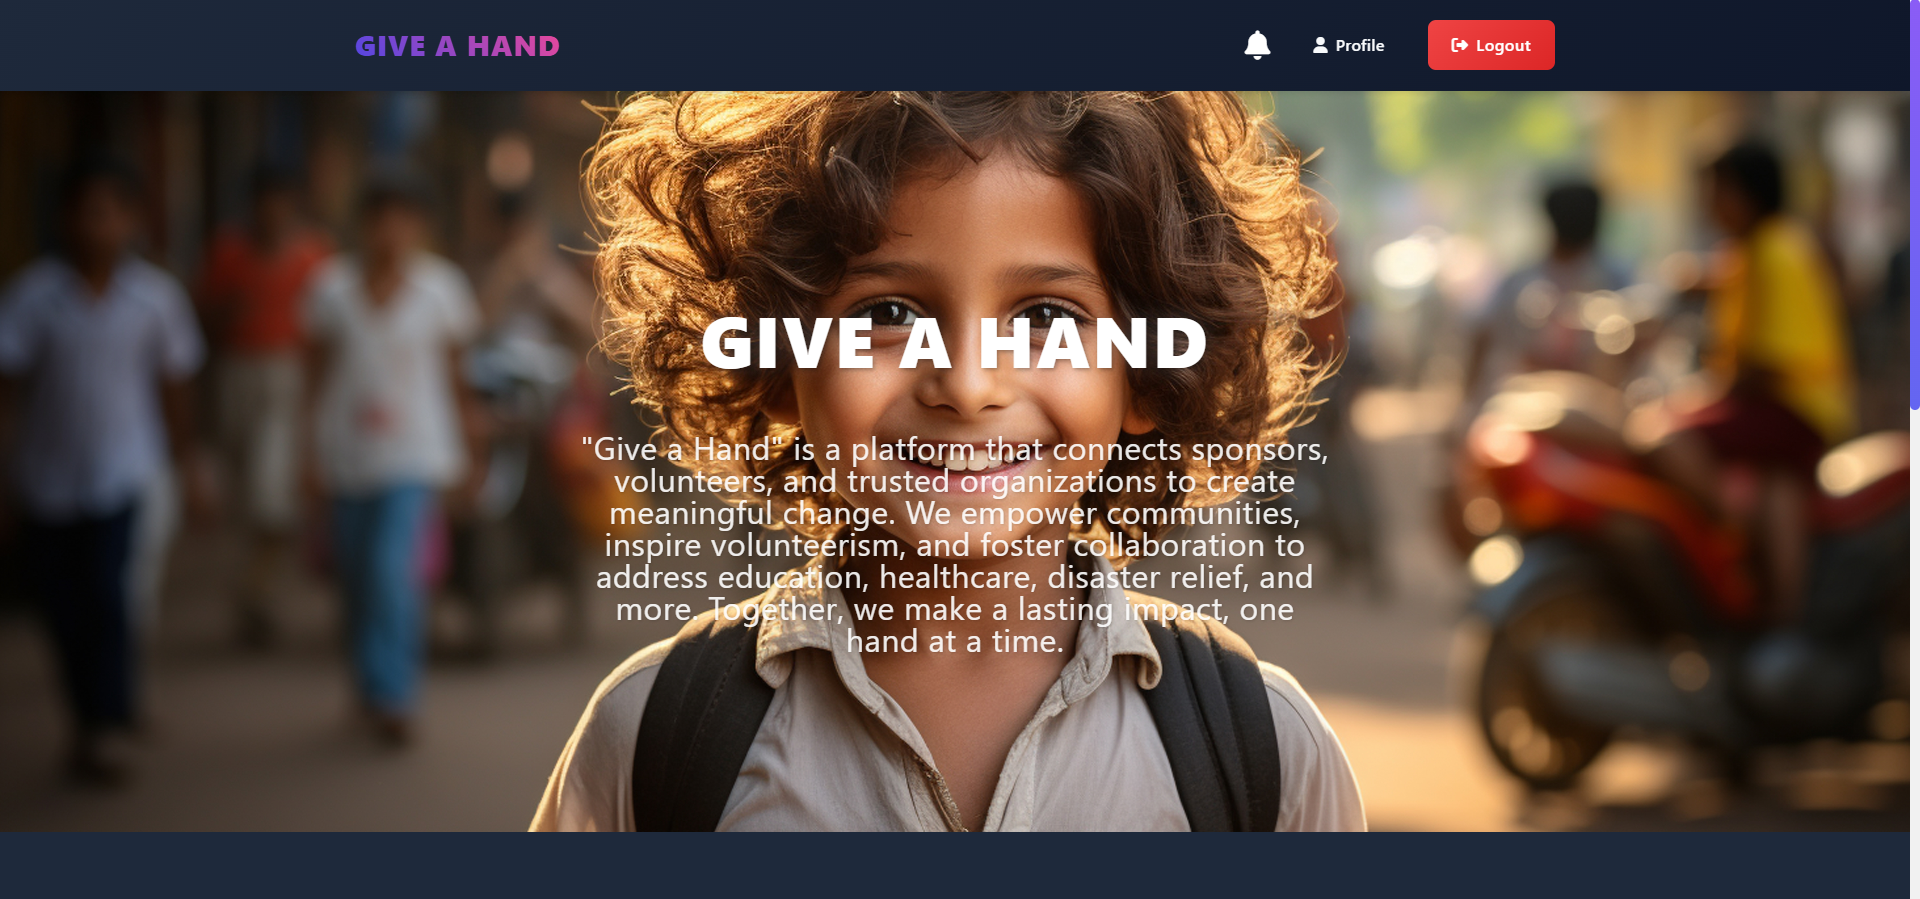 GIVE A HAND
Profile
Logout
GIVE A HAND
"Give a Hand" is a platform that connects sponsors,
volunteers, and trusted organizations to create
meaningful change. We empower communities,
inspire volunteerism, and foster collaboration to
address education, healthcare, disaster relief, and
more. Together, we make a lasting impact, one
hand at a time.